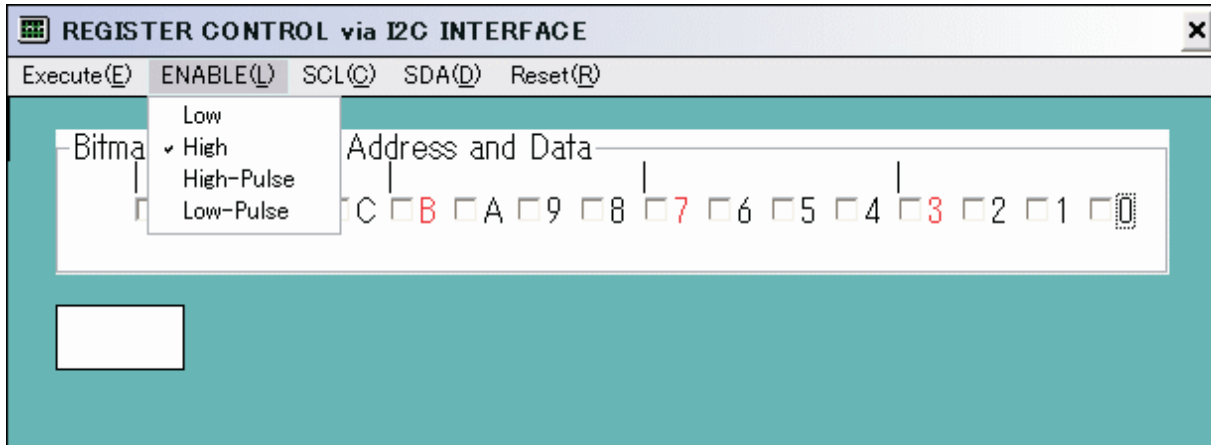 REGISTER CONTROL via I2C INTERFACE
Execute(E) ENABLE(L) SCL(C) SDA(D) Reset(R)
Low
High
High-Pulse
Low-Pulse
Bitma Address and Data
C B A 9 8 7 6 5 4 3 2 1 0